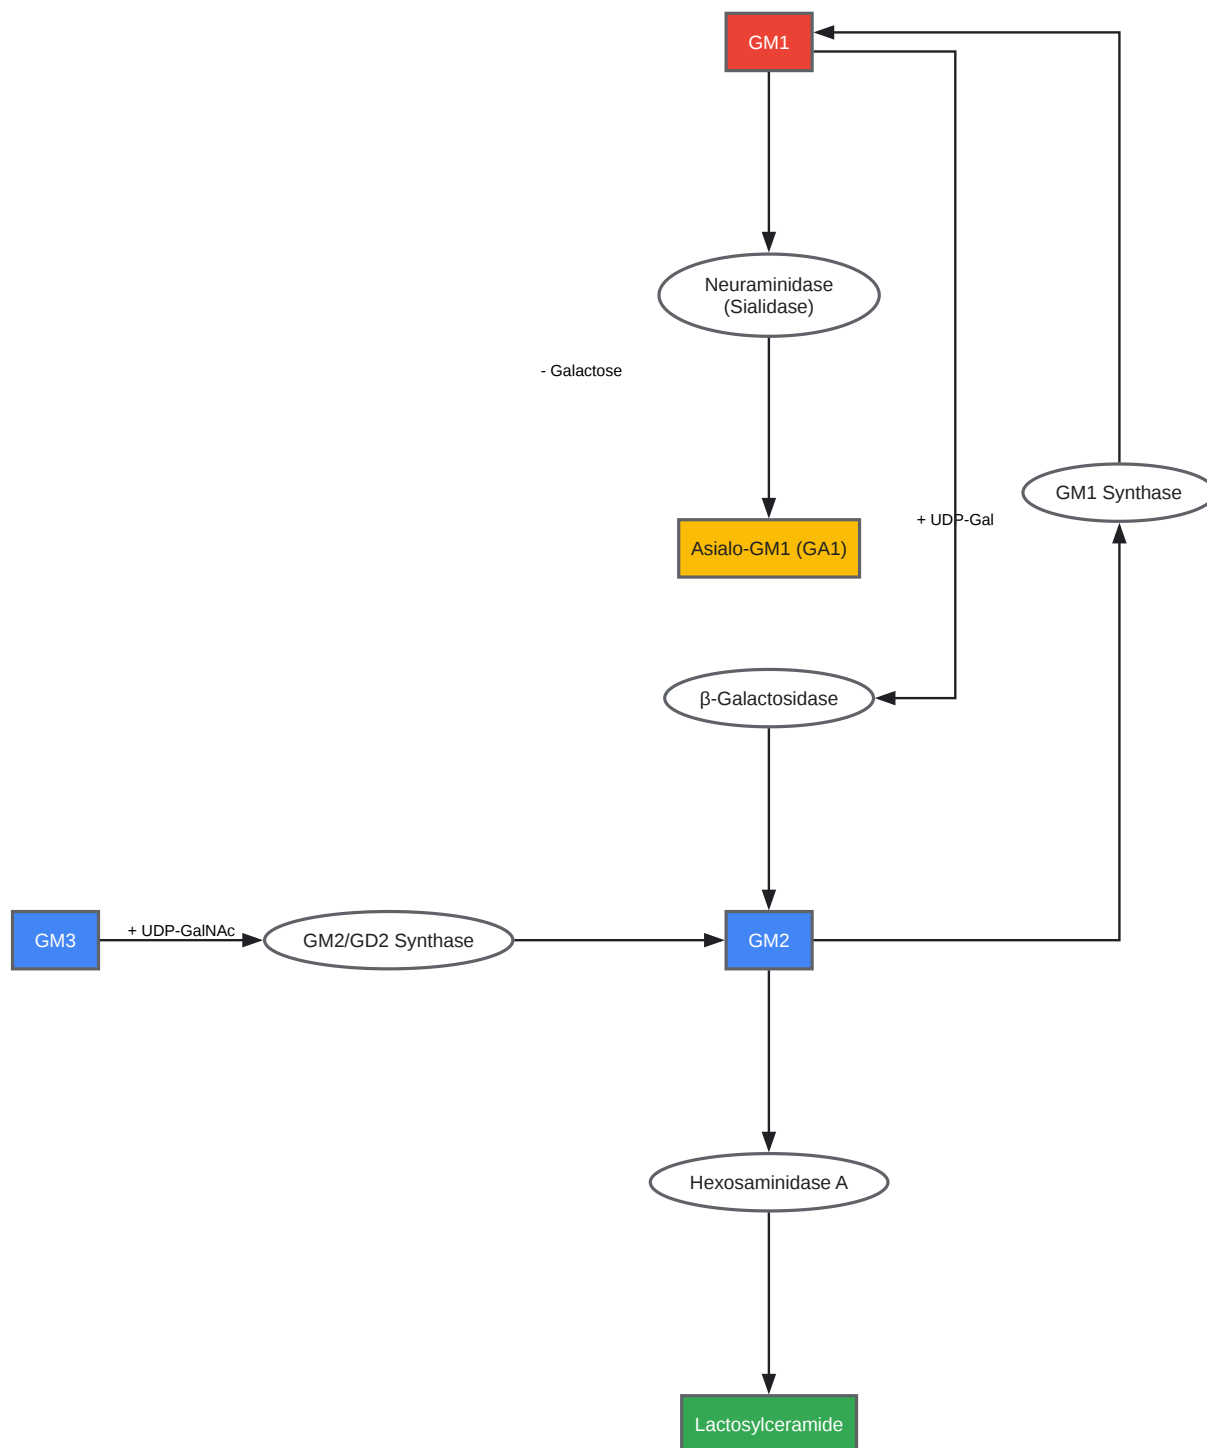 GM1
Neuraminidase
(Sialidase)
- Galactose
GM1 Synthase
+ UDP-Gal
Asialo-GM1 (GA1)
β-Galactosidase
GM3
+ UDP-GalNAc
GM2/GD2 Synthase
GM2
Hexosaminidase A
Lactosylceramide